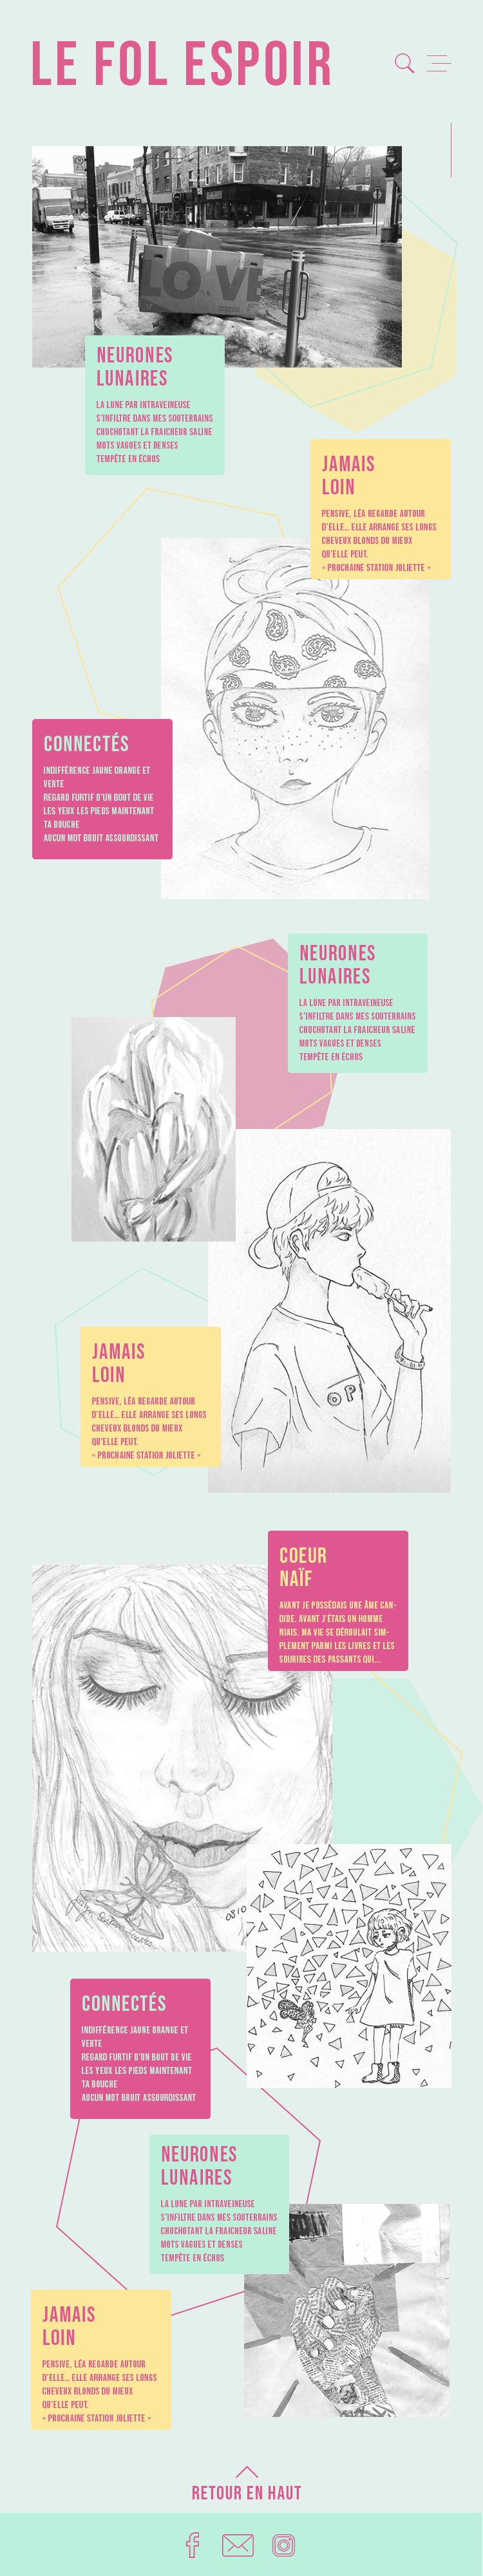 LE FOL ESPOIR
LOVE
NEURONES
LUNAIRES
LA LUNE PAR INTRAVEINEUSE
S'INFILTRE DANS MES SOUTERRAINS
CHUCHOTANT LA FRAICHEUR SALINE
MOTS VAGUES ET DENSES
TEMPÊTE EN ÉCHOS
JAMAIS
LOIN
PENSIVE, LÉA REGARDE AUTOUR
D'ELLE... ELLE ARRANGE SES LONGS
CHEVEUX BLONDS DU MIEUX
QU'ELLE PEUT.
« PROCHAINE STATION JOLIETTE »
CONNECTÉS
INDIFFÉRENCE JAUNE ORANGE ET
VERTE
REGARD FURTIF D'UN BOUT DE VIE
LES YEUX LES PIEDS MAINTENANT
TA BOUCHE
AUCUN MOT BRUIT ASSOURDISSANT
NEURONES
LUNAIRES
LA LUNE PAR INTRAVEINEUSE
S'INFILTRE DANS MES SOUTERRAINS
CHUCHOTANT LA FRAICHEUR SALINE
MOTS VAGUES ET DENSES
TEMPÊTE EN ÉCHOS
JAMAIS
LOIN
PENSIVE, LÉA REGARDE AUTOUR
D'ELLE... ELLE ARRANGE SES LONGS
CHEVEUX BLONDS DU MIEUX
QU'ELLE PEUT.
« PROCHAINE STATION JOLIETTE »
OP
COEUR
NAÏF
AVANT JE POSSÉDAIS UNE ÂME CAN-
DIDE. AVANT J'ÉTAIS UN HOMME
NIAIS. MA VIE SE DÉROULAIT SIM-
PLEMENT PARMI LES LIVRES ET LES
SOURIRES DES PASSANTS QUI...
08/10
CONNECTÉS
INDIFFÉRENCE JAUNE ORANGE ET
VERTE
REGARD FURTIF D'UN BOUT DE VIE
LES YEUX LES PIEDS MAINTENANT
TA BOUCHE
AUCUN MOT BRUIT ASSOURDISSANT
NEURONES
LUNAIRES
LA LUNE PAR INTRAVEINEUSE
S'INFILTRE DANS MES SOUTERRAINS
CHUCHOTANT LA FRAICHEUR SALINE
MOTS VAGUES ET DENSES
TEMPÊTE EN ÉCHOS
JAMAIS
LOIN
PENSIVE, LÉA REGARDE AUTOUR
D'ELLE... ELLE ARRANGE SES LONGS
CHEVEUX BLONDS DU MIEUX
QU'ELLE PEUT.
« PROCHAINE STATION JOLIETTE »
RETOUR EN HAUT